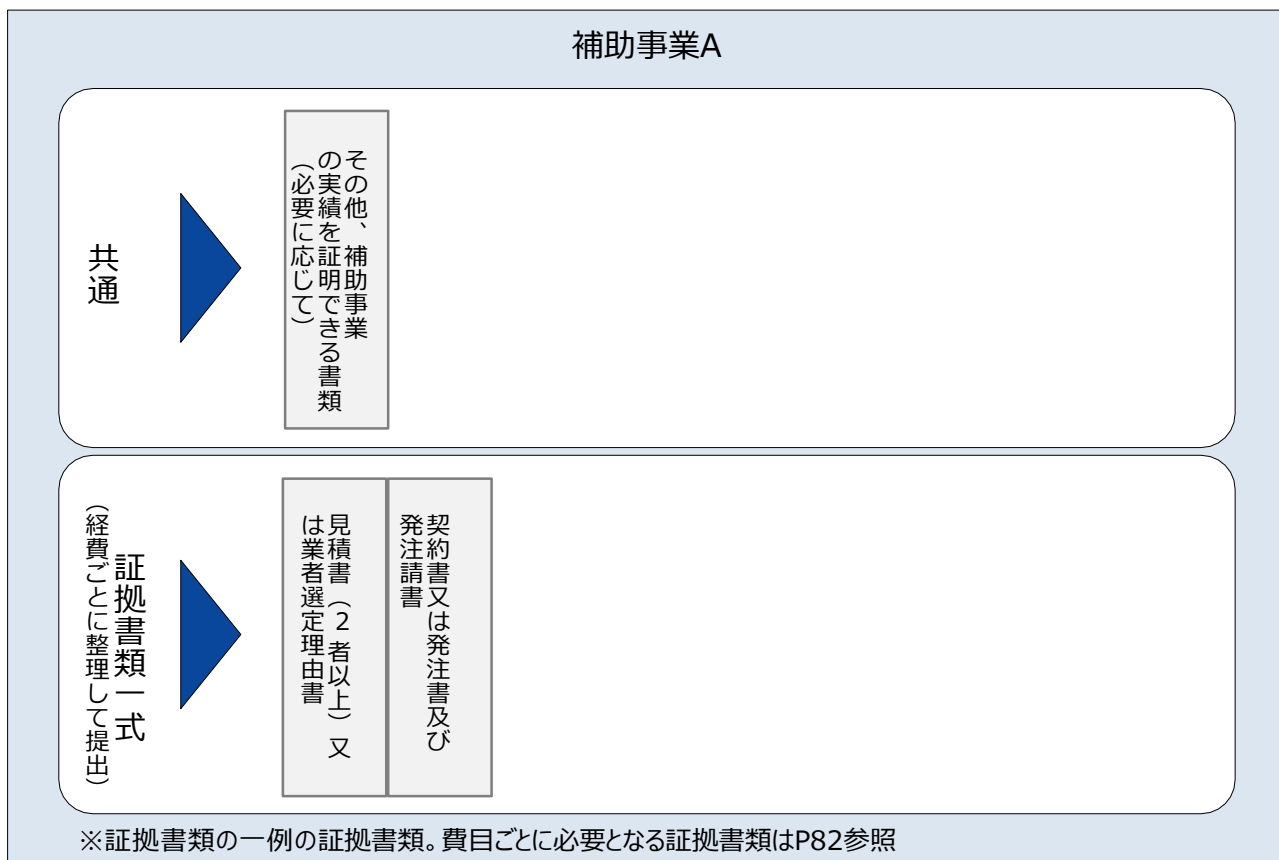 補助事業A
共通
その他、補助事業
の実績を証明できる書類
（必要に応じて）
証拠書類一式
（経費ごとに整理して提出）
見積書（2者以上）又
は業者選定理由書
契約書又は発注書及び
発注請書
※証拠書類の一例の証拠書類。費目ごとに必要となる証拠書類はP82参照